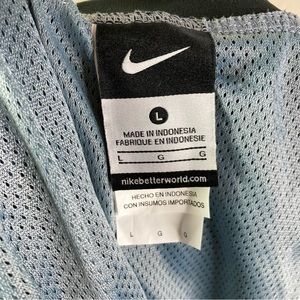 L
MADE IN INDONESIA
FABRIQUE EN INDONESIE
L G G
nikebetterworld.com
HECHO EN INDONESIA
CON INSUMOS IMPORTADOS
L G G